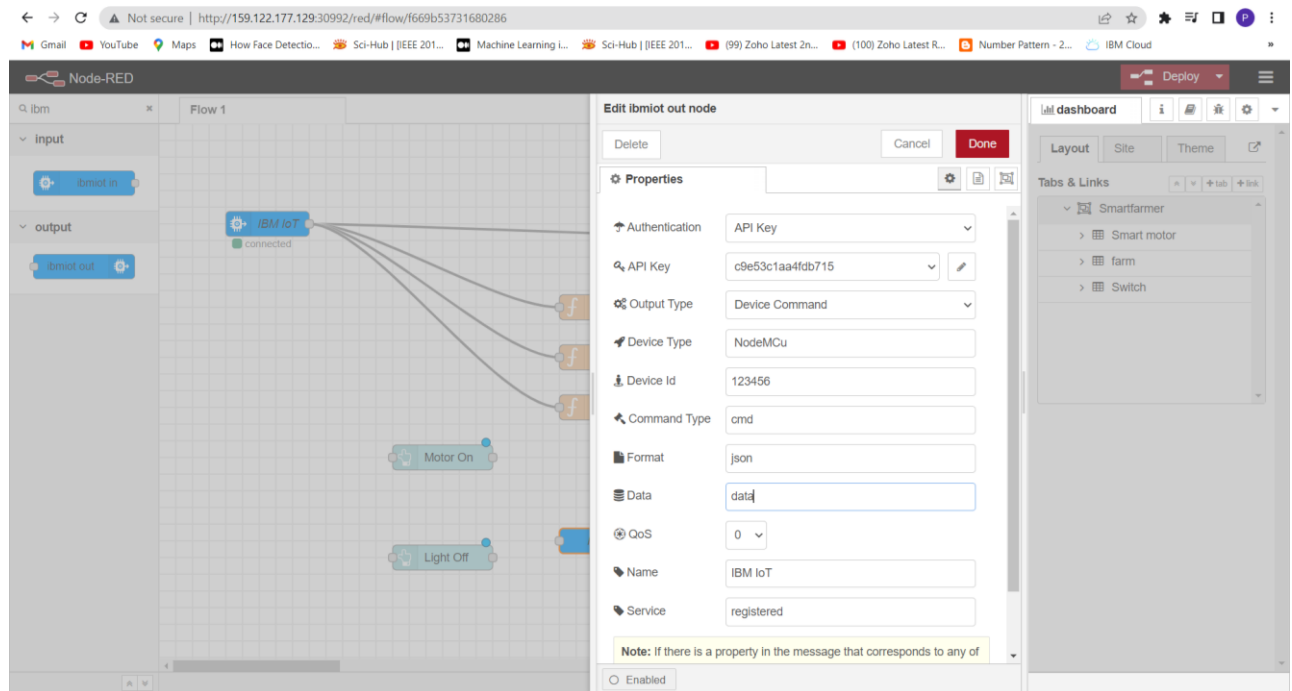 Not secure | http://159.122.177.129:30992/red/#flow/f669b53731680286
P
Gmail YouTube Maps How Face Detectio... Sci-Hub | [IEEE 201... Machine Learning i... Sci-Hub | [IEEE 201... (99) Zoho Latest 2n... (100) Zoho Latest R... Number Pattern - 2... IBM Cloud »
Node-RED
Deploy
ibm
Flow 1
input
ibmiot in
output
ibmiot out
IBM IoT
connected
f
f
f
Motor On
Light Off
Edit ibmiot out node
Delete Cancel Done
Properties
Authentication API Key
API Key c9e53c1aa4fdb715
Output Type Device Command
Device Type NodeMCu
Device Id 123456
Command Type cmd
Format json
Data data
QoS 0
Name IBM IoT
Service registered
Note: If there is a property in the message that corresponds to any of
Enabled
dashboard i
Layout Site Theme
Tabs & Links +tab +link
Smartfarmer
Smart motor
farm
Switch